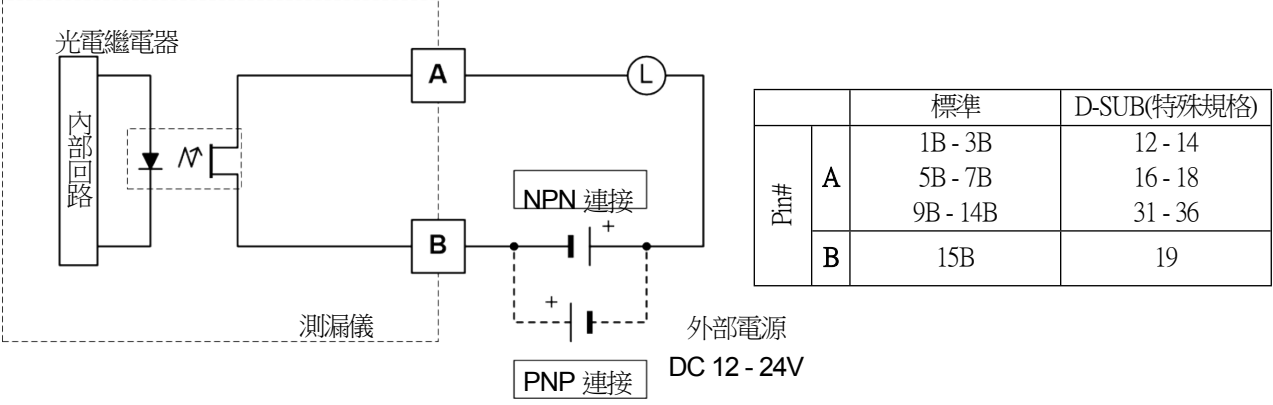 光電繼電器
內部回路
A
L
NPN 連接
+
B
+
測漏儀
外部電源
DC 12 - 24V
PNP 連接
標準 D-SUB(特殊規格)
Pin#
A
1B - 3B 12 - 14
5B - 7B 16 - 18
9B - 14B 31 - 36
B 15B 19